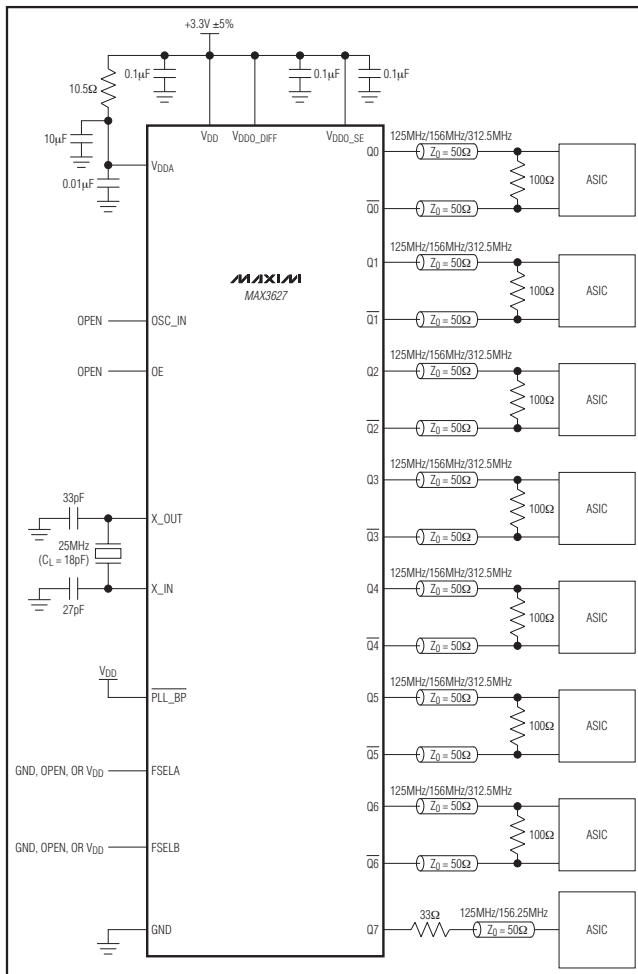 +3.3V ±5%
0.1µF
0.1µF
0.1µF
10.5Ω
10µF
0.01µF
VDD
VDDO_DIFF
VDDO_SE
VDDA
MAXIM
MAX3627
OPEN
OSC_IN
OPEN
OE
33pF
X_OUT
25MHz
(CL = 18pF)
X_IN
27pF
VDD
PLL_BP
GND, OPEN, OR VDD
FSELA
GND, OPEN, OR VDD
FSELB
GND
Q0
125MHz/156MHz/312.5MHz
Z0 = 50Ω
100Ω
ASIC
Q0
Z0 = 50Ω
Q1
125MHz/156MHz/312.5MHz
Z0 = 50Ω
100Ω
ASIC
Q1
Z0 = 50Ω
Q2
125MHz/156MHz/312.5MHz
Z0 = 50Ω
100Ω
ASIC
Q2
Z0 = 50Ω
Q3
125MHz/156MHz/312.5MHz
Z0 = 50Ω
100Ω
ASIC
Q3
Z0 = 50Ω
Q4
125MHz/156MHz/312.5MHz
Z0 = 50Ω
100Ω
ASIC
Q4
Z0 = 50Ω
Q5
125MHz/156MHz/312.5MHz
Z0 = 50Ω
100Ω
ASIC
Q5
Z0 = 50Ω
Q6
125MHz/156MHz/312.5MHz
Z0 = 50Ω
100Ω
ASIC
Q6
Z0 = 50Ω
Q7
33Ω
125MHz/156.25MHz
Z0 = 50Ω
ASIC